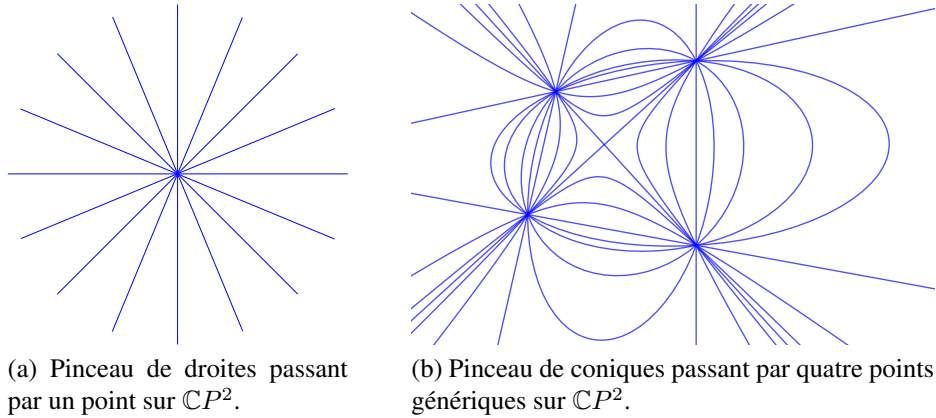 (a) Pinceau de droites passant
par un point sur ℂP².
(b) Pinceau de coniques passant par quatre points
génériques sur ℂP².